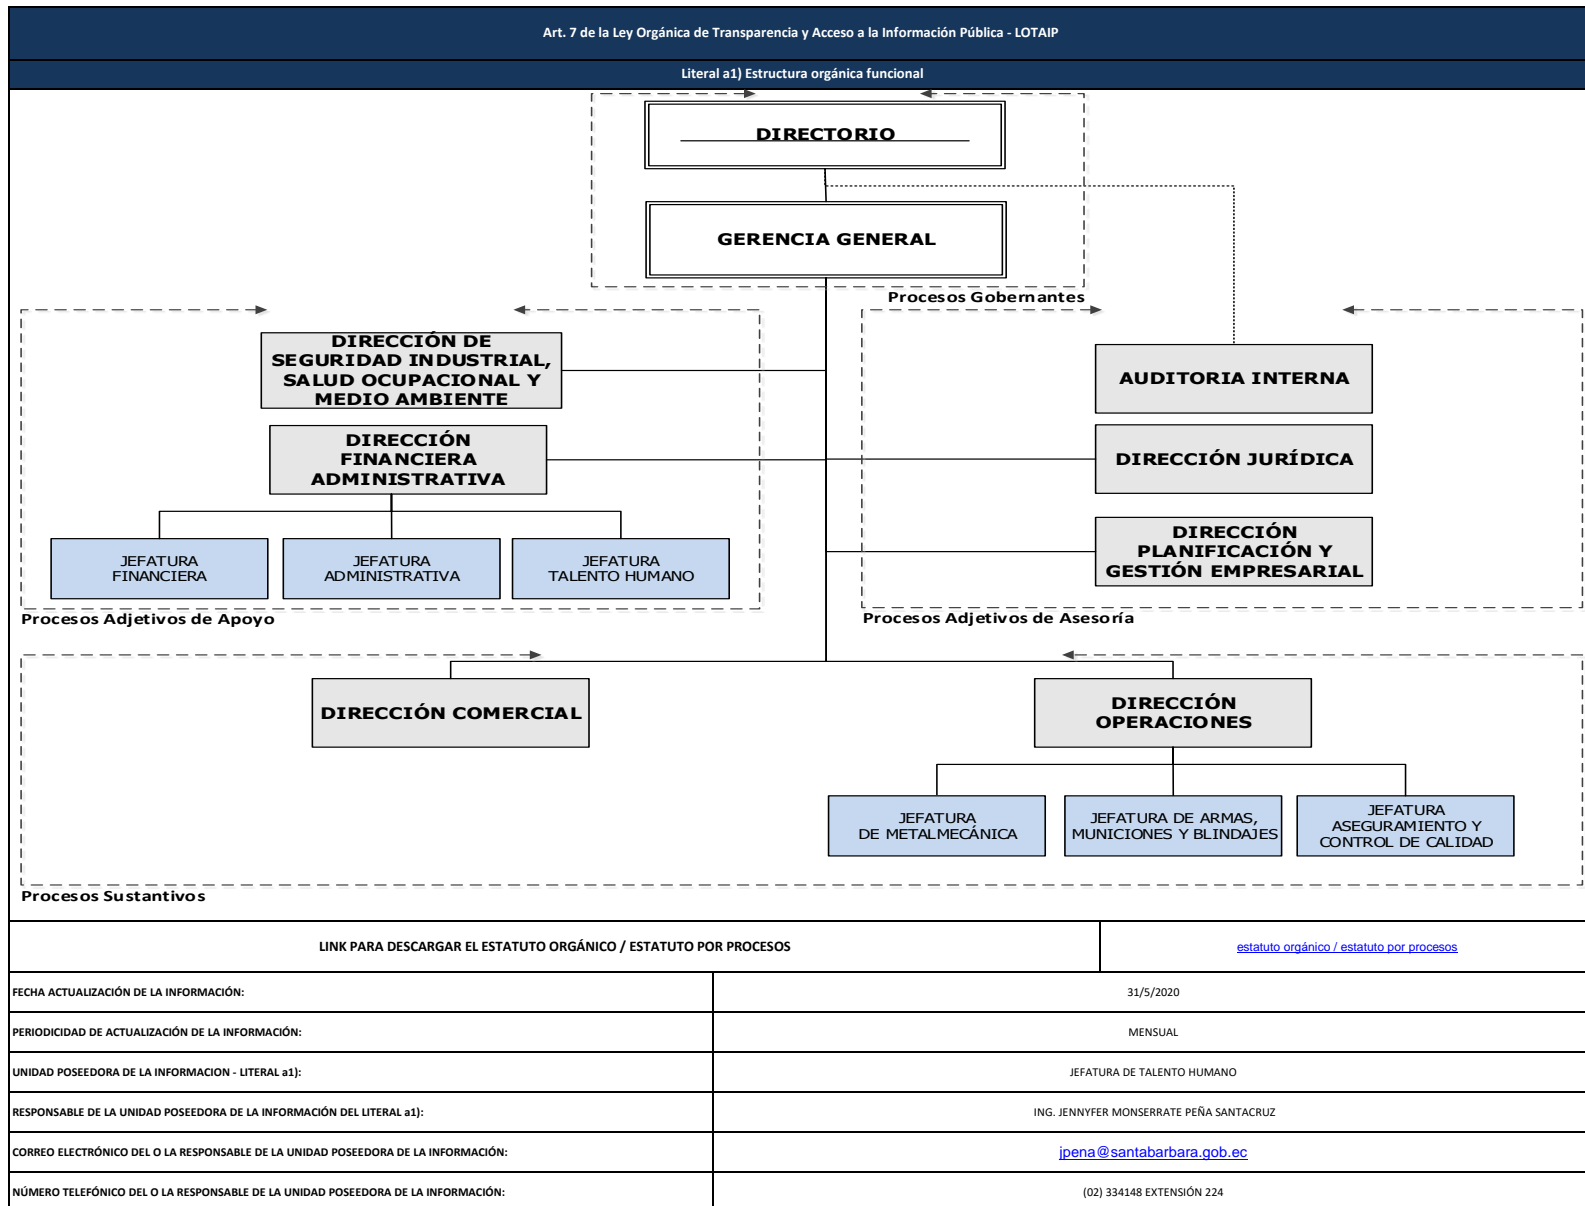 Art. 7 de la Ley Orgánica de Transparencia y Acceso a la Información Pública - LOTAIP
Literal a1) Estructura orgánica funcional
DIRECTORIO
GERENCIA GENERAL
Procesos Gobernantes
DIRECCIÓN DE
SEGURIDAD INDUSTRIAL,
SALUD OCUPACIONAL Y
MEDIO AMBIENTE
DIRECCIÓN
FINANCIERA
ADMINISTRATIVA
JEFATURA
FINANCIERA
JEFATURA
ADMINISTRATIVA
JEFATURA
TALENTO HUMANO
Procesos Adjetivos de Apoyo
AUDITORIA INTERNA
DIRECCIÓN JURÍDICA
DIRECCIÓN
PLANIFICACIÓN Y
GESTIÓN EMPRESARIAL
Procesos Adjetivos de Asesoría
DIRECCIÓN COMERCIAL
DIRECCIÓN
OPERACIONES
JEFATURA
DE METALMECÁNICA
JEFATURA DE ARMAS,
MUNICIONES Y BLINDAJES
JEFATURA
ASEGURAMIENTO Y
CONTROL DE CALIDAD
Procesos Sustantivos
LINK PARA DESCARGAR EL ESTATUTO ORGÁNICO / ESTATUTO POR PROCESOS
estatuto orgánico / estatuto por procesos
FECHA ACTUALIZACIÓN DE LA INFORMACIÓN:
31/5/2020
PERIODICIDAD DE ACTUALIZACIÓN DE LA INFORMACIÓN:
MENSUAL
UNIDAD POSEEDORA DE LA INFORMACION - LITERAL a1):
JEFATURA DE TALENTO HUMANO
RESPONSABLE DE LA UNIDAD POSEEDORA DE LA INFORMACIÓN DEL LITERAL a1):
ING. JENNYFER MONSERRATE PEÑA SANTACRUZ
CORREO ELECTRÓNICO DEL O LA RESPONSABLE DE LA UNIDAD POSEEDORA DE LA INFORMACIÓN:
jpena@santabarbara.gob.ec
NÚMERO TELEFÓNICO DEL O LA RESPONSABLE DE LA UNIDAD POSEEDORA DE LA INFORMACIÓN:
(02) 334148 EXTENSIÓN 224